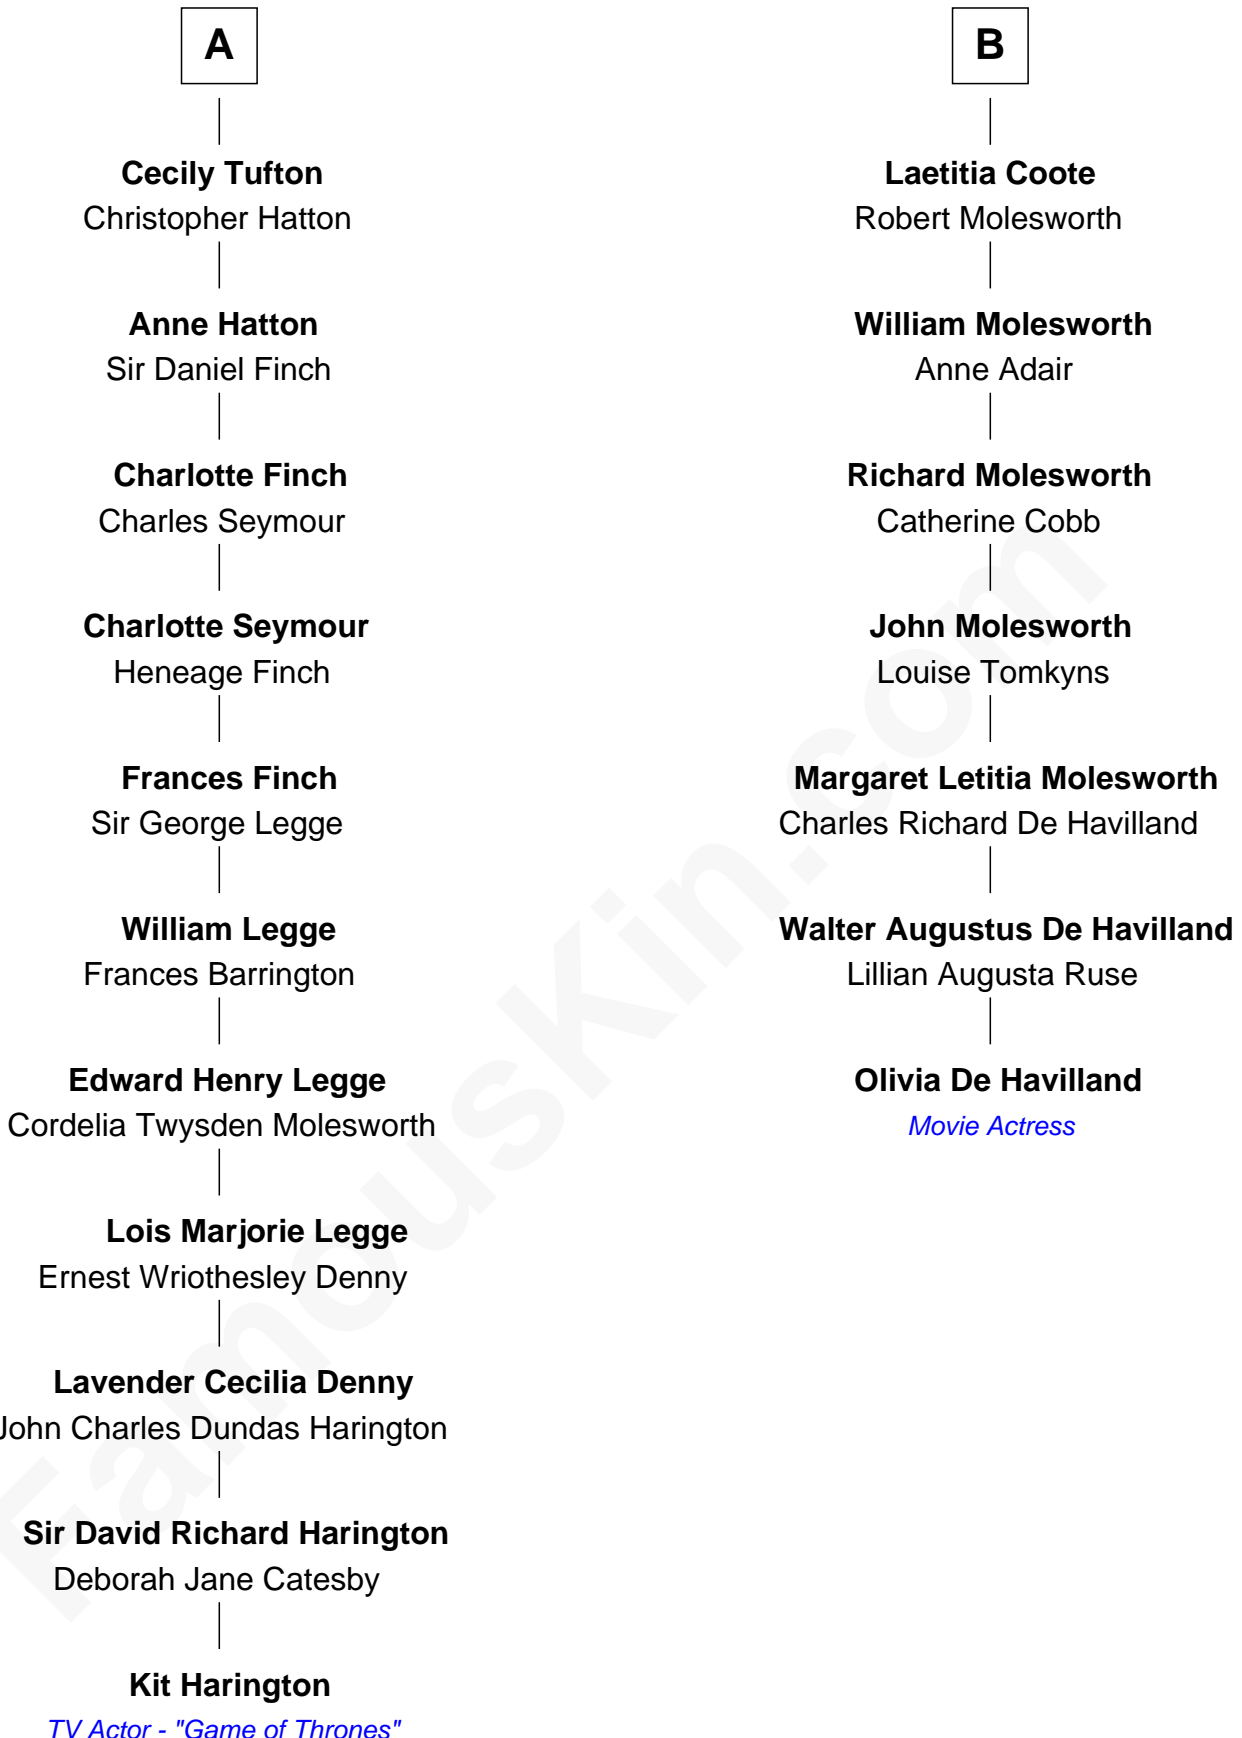 A
Cecily Tufton
Christopher Hatton
Anne Hatton
Sir Daniel Finch
Charlotte Finch
Charles Seymour
Charlotte Seymour
Heneage Finch
Frances Finch
Sir George Legge
William Legge
Frances Barrington
Edward Henry Legge
Cordelia Twysden Molesworth
Lois Marjorie Legge
Ernest Wriothesley Denny
Lavender Cecilia Denny
John Charles Dundas Harington
Sir David Richard Harington
Deborah Jane Catesby
Kit Harington
TV Actor - "Game of Thrones"
B
Laetitia Coote
Robert Molesworth
William Molesworth
Anne Adair
Richard Molesworth
Catherine Cobb
John Molesworth
Louise Tomkyns
Margaret Letitia Molesworth
Charles Richard De Havilland
Walter Augustus De Havilland
Lillian Augusta Ruse
Olivia De Havilland
Movie Actress
FamousKin.com